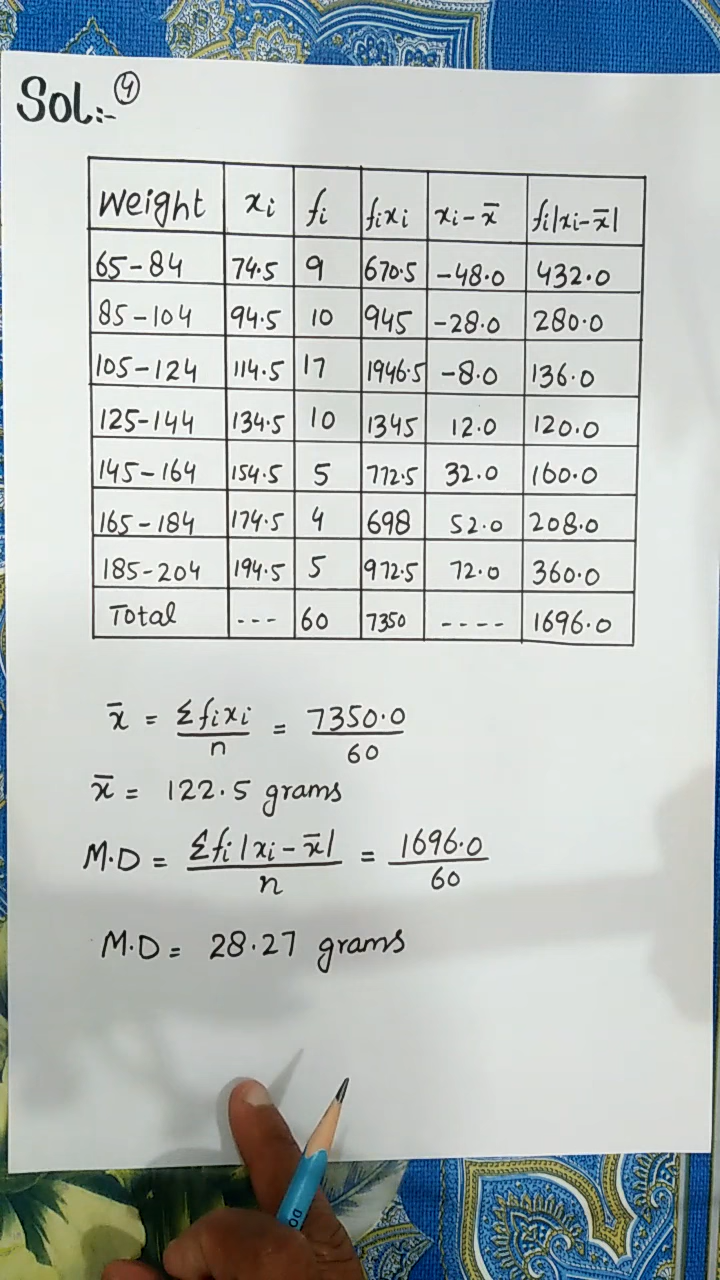 Sol:- ④
Weight xi fi fixi xi-x̄ fi|xi-x̄|
65-84 74.5 9 670.5 -48.0 432.0
85-104 94.5 10 945 -28.0 280.0
105-124 114.5 17 1946.5 -8.0 136.0
125-144 134.5 10 1345 12.0 120.0
145-164 154.5 5 772.5 32.0 160.0
165-184 174.5 4 698 52.0 208.0
185-204 194.5 5 972.5 72.0 360.0
Total --- 60 7350 ---- 1696.0
x̄ = Σfixi/n = 7350.0/60
x̄ = 122.5 grams
M.D = Σfi|xi-x̄|/n = 1696.0/60
M.D = 28.27 grams